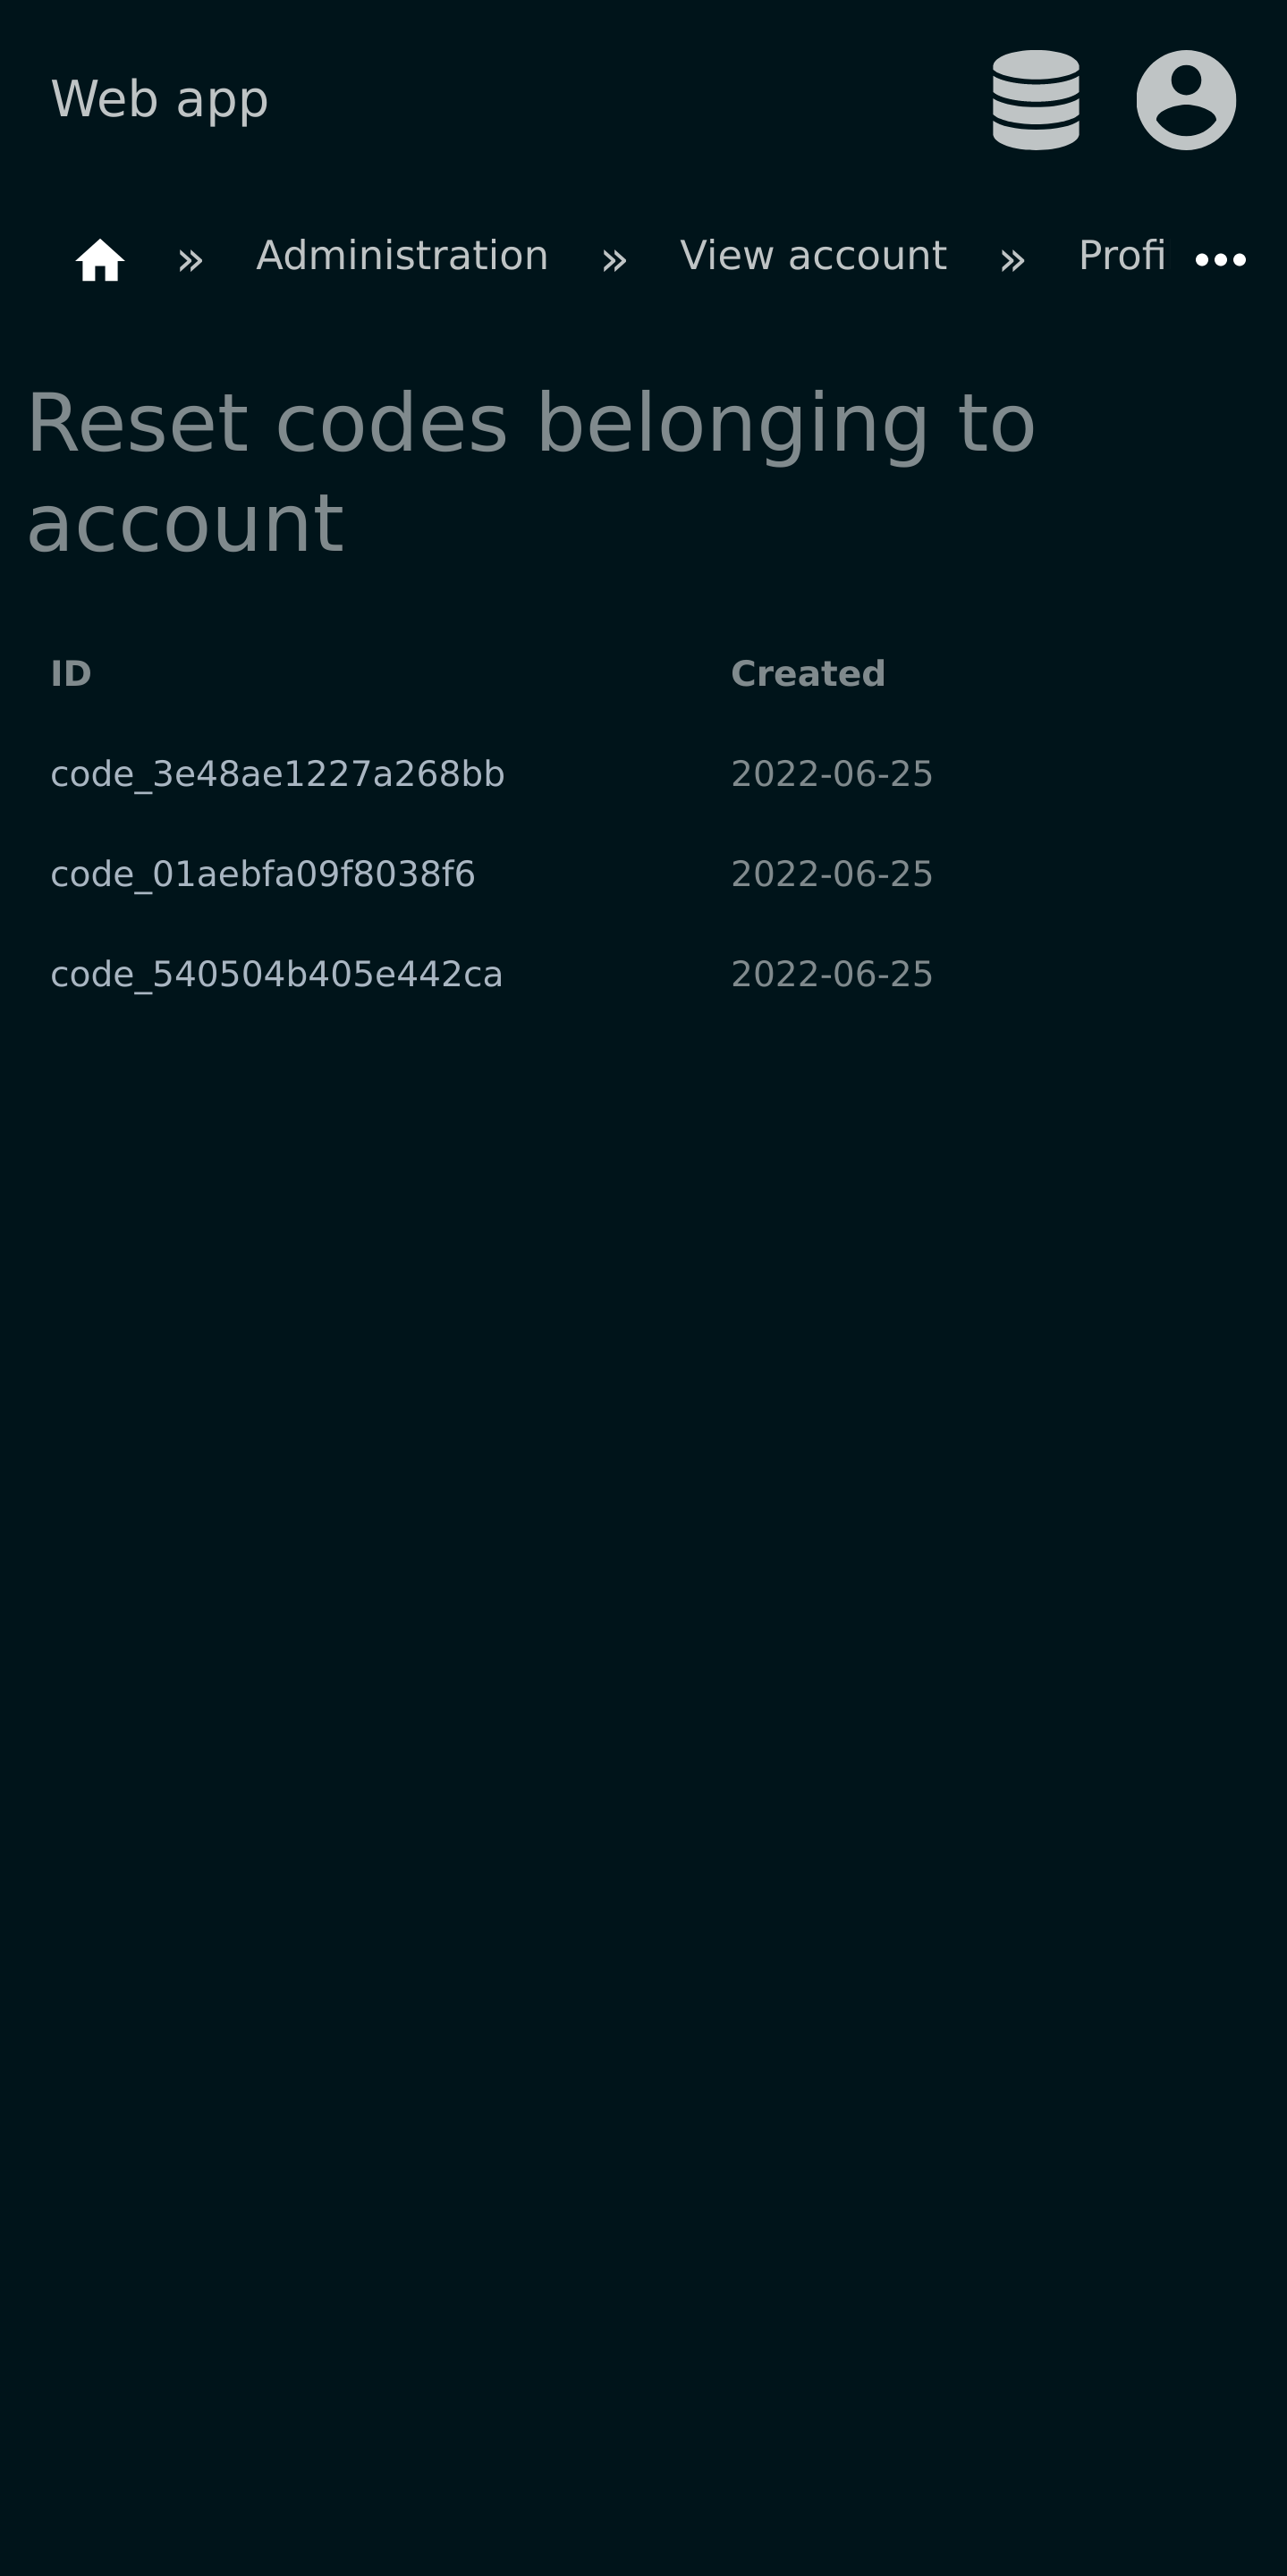 Web app
» Administration » View account » Profi
Reset codes belonging to
account
ID Created
code_3e48ae1227a268bb 2022-06-25
code_01aebfa09f8038f6 2022-06-25
code_540504b405e442ca 2022-06-25